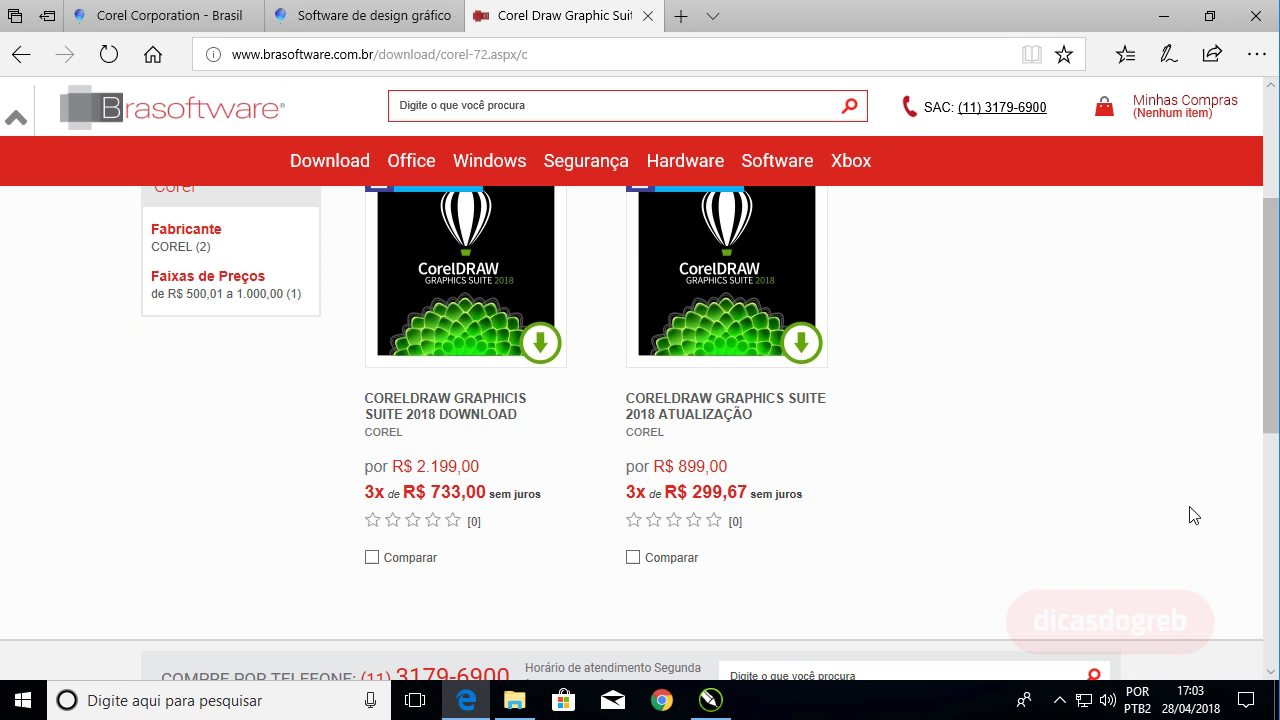 Corel Corporation - Brasil
Software de design gráfico
Corel Draw Graphic Suit
www.brasoftware.com.br/download/corel-72.aspx/c
Brasoftware
Digite o que você procura
SAC: (11) 3179-6900
Minhas Compras
(Nenhum item)
Download Office Windows Segurança Hardware Software Xbox
Corel
Fabricante
COREL (2)
Faixas de Preços
de R$ 500,01 a 1.000,00 (1)
CorelDRAW
GRAPHICS SUITE 2018
CorelDRAW
GRAPHICS SUITE 2018
CORELDRAW GRAPHICIS
SUITE 2018 DOWNLOAD
COREL
por R$ 2.199,00
3x de R$ 733,00 sem juros
[0]
Comparar
CORELDRAW GRAPHICS SUITE
2018 ATUALIZAÇÃO
COREL
por R$ 899,00
3x de R$ 299,67 sem juros
[0]
Comparar
dicasdogreb
COMPRE POR TELEFONE: (11) 3179-6900
Horário de atendimento Segunda
Digite o que você procura
Digite aqui para pesquisar
POR
PTB2
17:03
28/04/2018